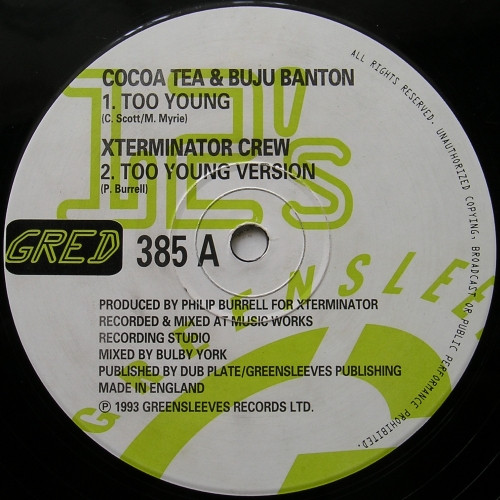 12"s
COCOA TEA & BUJU BANTON
1. TOO YOUNG
(C. Scott/M. Myrie)
XTERMINATOR CREW
2. TOO YOUNG VERSION
(P. Burrell)
GRED 385 A
PRODUCED BY PHILIP BURRELL FOR XTERMINATOR
RECORDED & MIXED AT MUSIC WORKS
RECORDING STUDIO
MIXED BY BULBY YORK
PUBLISHED BY DUB PLATE/GREENSLEEVES PUBLISHING
MADE IN ENGLAND
℗ 1993 GREENSLEEVES RECORDS LTD.
ALL RIGHTS RESERVED. UNAUTHORIZED COPYING, BROADCAST OR PUBLIC PERFORMANCE PROHIBITED.